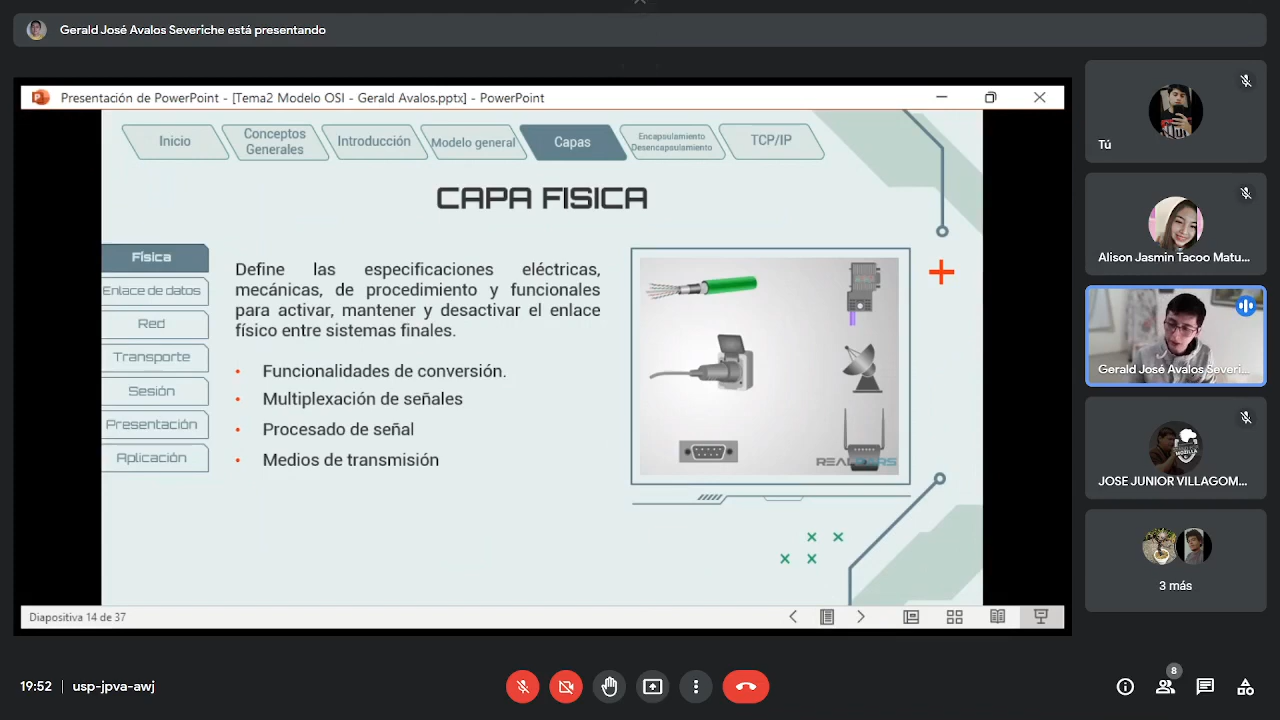 Gerald José Avalos Severiche está presentando
Presentación de PowerPoint - [Tema2 Modelo OSI - Gerald Avalos.pptx] - PowerPoint
Inicio
Conceptos
Generales
Introducción
Modelo general
Capas
Encapsulamiento
Desencapsulamiento
TCP/IP
CAPA FISICA
Física
Enlace de datos
Red
Transporte
Sesión
Presentación
Aplicación
Define las especificaciones eléctricas,
mecánicas, de procedimiento y funcionales
para activar, mantener y desactivar el enlace
físico entre sistemas finales.
• Funcionalidades de conversión.
• Multiplexación de señales
• Procesado de señal
• Medios de transmisión
REALPARS
Diapositiva 14 de 37
Tú
Alison Jasmin Tacoo Matu...
Gerald José Avalos Severi...
JOSE JUNIOR VILLAGOM...
3 más
19:52 | usp-jpva-awj
8